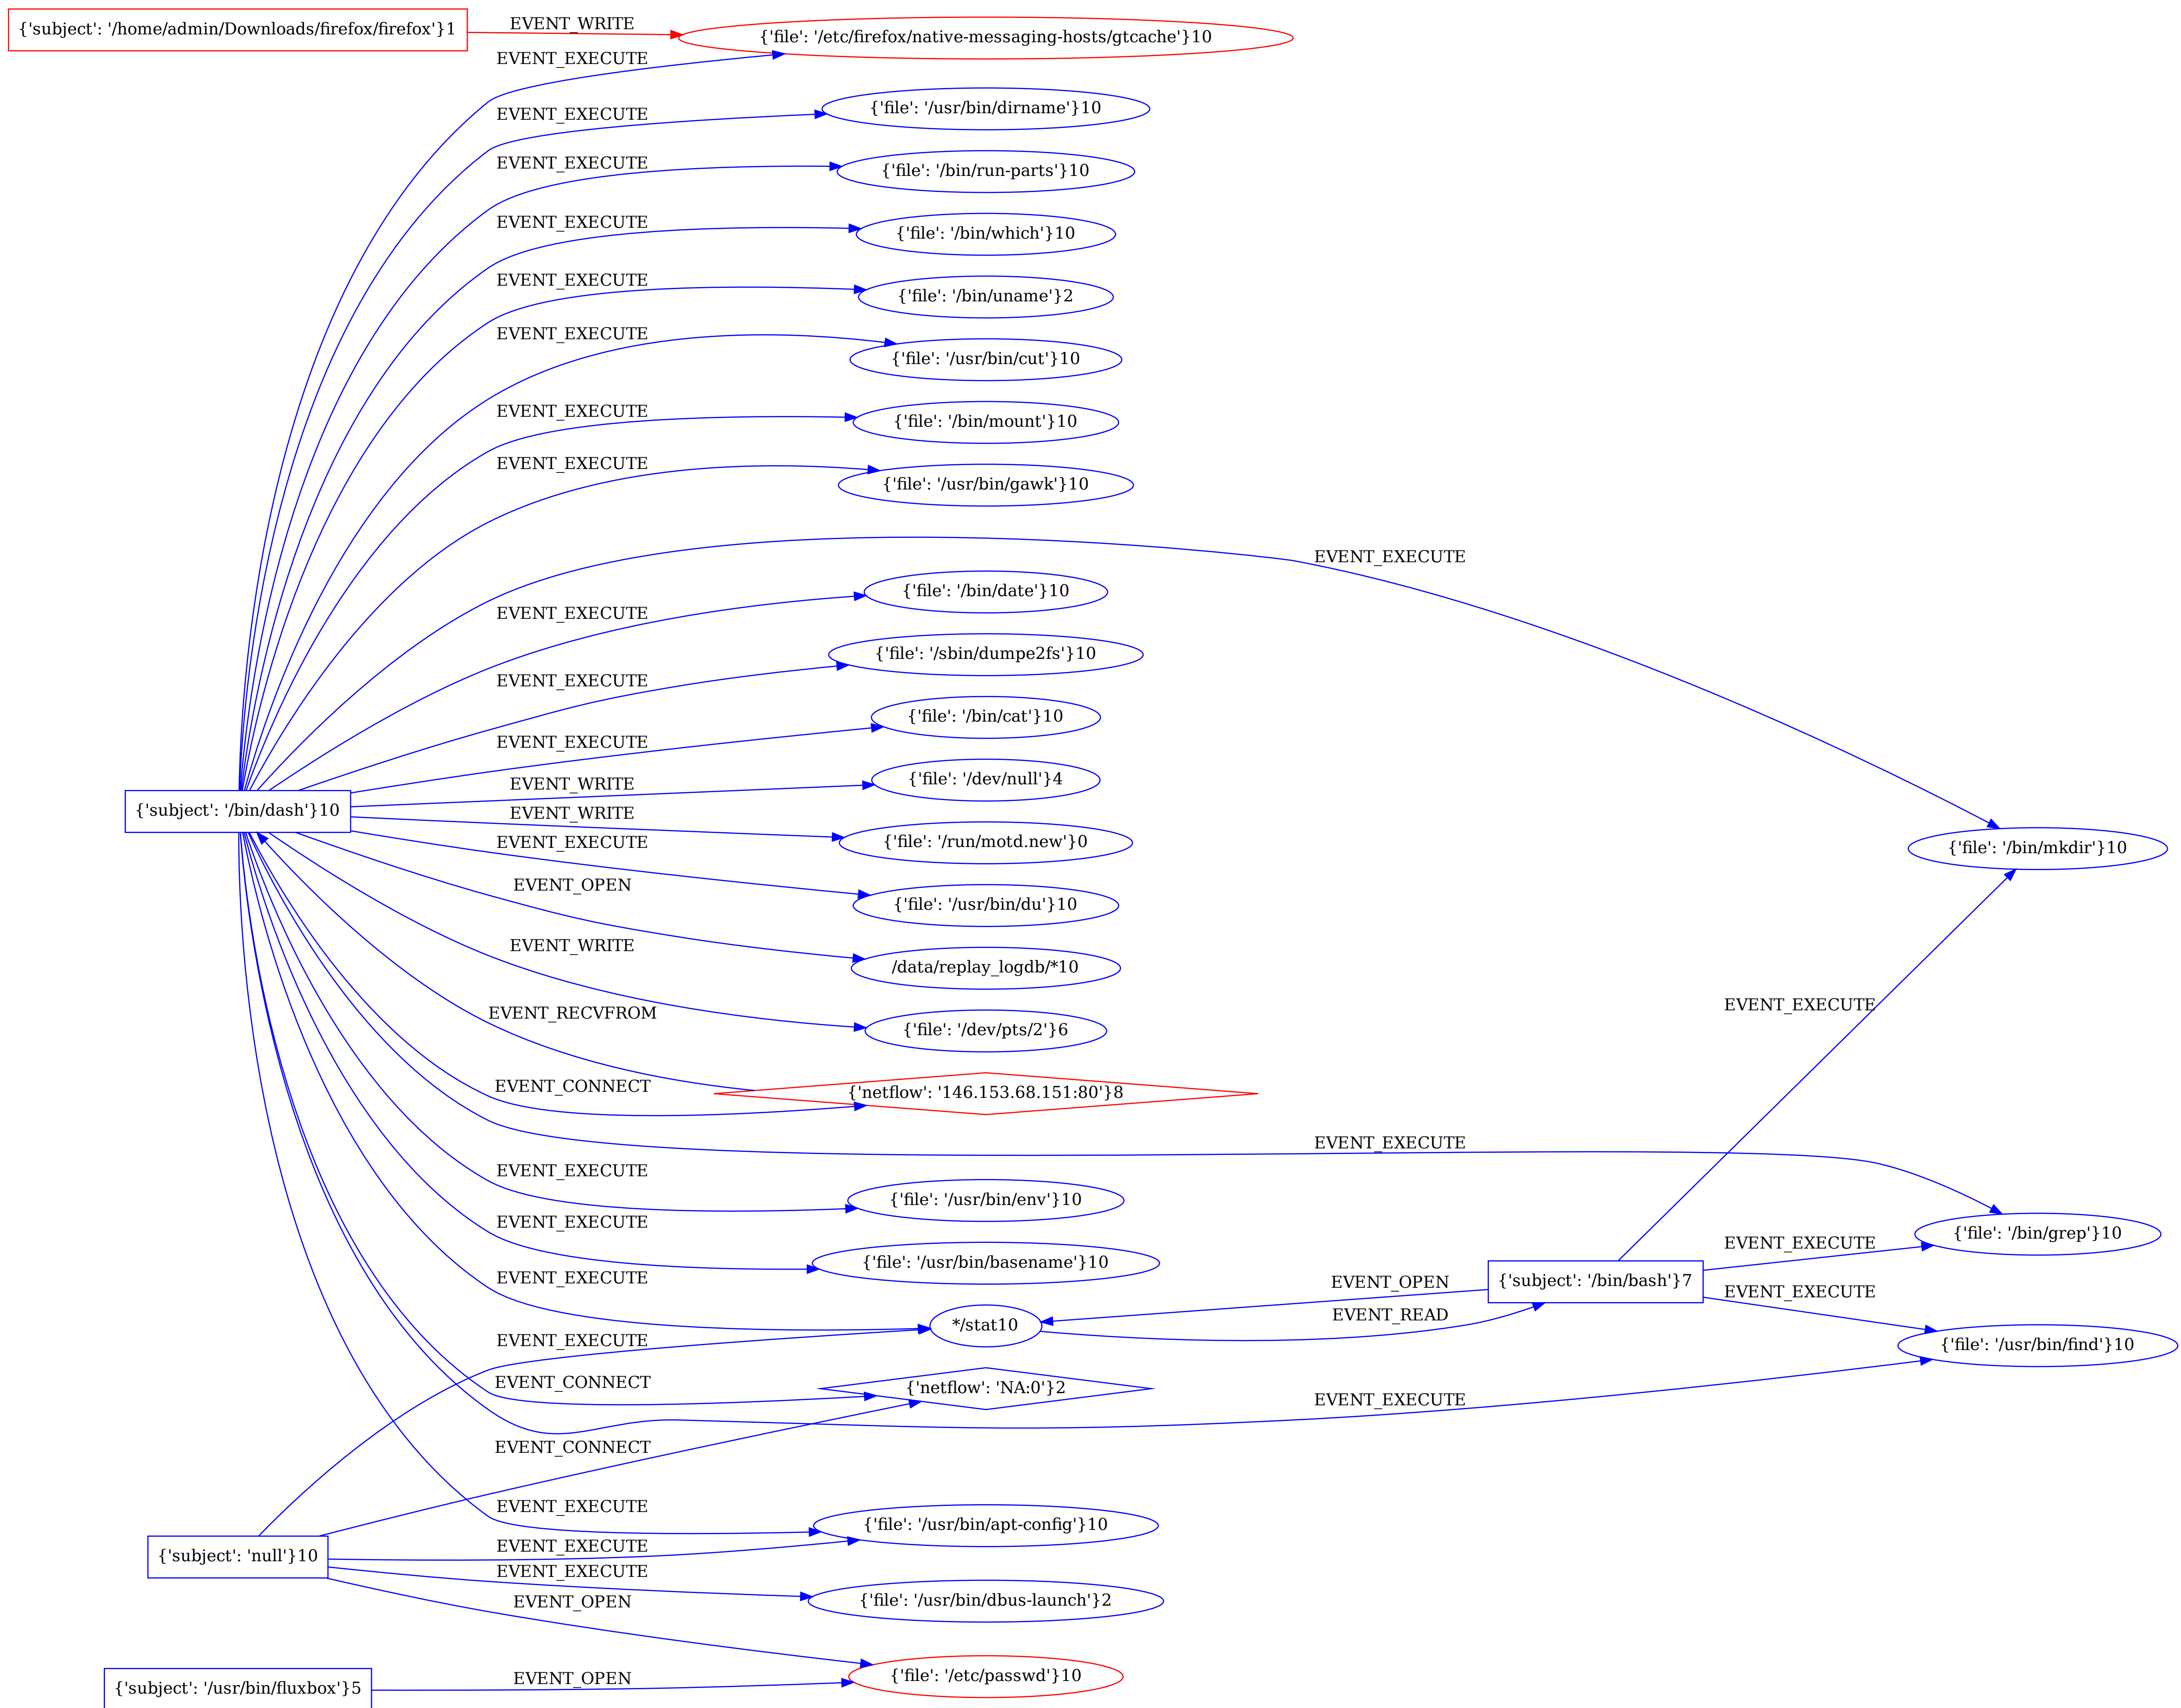 {'subject': '/home/admin/Downloads/firefox/firefox'}1
EVENT_WRITE
{'file': '/etc/firefox/native-messaging-hosts/gtcache'}10
EVENT_EXECUTE
EVENT_EXECUTE
{'file': '/usr/bin/dirname'}10
EVENT_EXECUTE
{'file': '/bin/run-parts'}10
EVENT_EXECUTE
{'file': '/bin/which'}10
EVENT_EXECUTE
{'file': '/bin/uname'}2
EVENT_EXECUTE
{'file': '/usr/bin/cut'}10
EVENT_EXECUTE
{'file': '/bin/mount'}10
EVENT_EXECUTE
{'file': '/usr/bin/gawk'}10
EVENT_EXECUTE
EVENT_EXECUTE
{'file': '/bin/date'}10
EVENT_EXECUTE
{'file': '/sbin/dumpe2fs'}10
EVENT_EXECUTE
{'file': '/bin/cat'}10
EVENT_WRITE
{'file': '/dev/null'}4
{'subject': '/bin/dash'}10
EVENT_WRITE
{'file': '/run/motd.new'}0
{'file': '/bin/mkdir'}10
EVENT_EXECUTE
{'file': '/usr/bin/du'}10
EVENT_OPEN
/data/replay_logdb/*10
EVENT_WRITE
{'file': '/dev/pts/2'}6
EVENT_EXECUTE
EVENT_RECVFROM
EVENT_CONNECT
{'netflow': '146.153.68.151:80'}8
EVENT_EXECUTE
EVENT_EXECUTE
{'file': '/usr/bin/env'}10
{'file': '/bin/grep'}10
EVENT_EXECUTE
{'file': '/usr/bin/basename'}10
EVENT_EXECUTE
EVENT_EXECUTE
EVENT_OPEN
{'subject': '/bin/bash'}7
EVENT_EXECUTE
*/stat10
EVENT_READ
EVENT_EXECUTE
{'file': '/usr/bin/find'}10
EVENT_CONNECT
{'netflow': 'NA:0'}2
EVENT_EXECUTE
EVENT_CONNECT
EVENT_EXECUTE
{'file': '/usr/bin/apt-config'}10
{'subject': 'null'}10
EVENT_EXECUTE
EVENT_EXECUTE
{'file': '/usr/bin/dbus-launch'}2
EVENT_OPEN
{'subject': '/usr/bin/fluxbox'}5
EVENT_OPEN
{'file': '/etc/passwd'}10